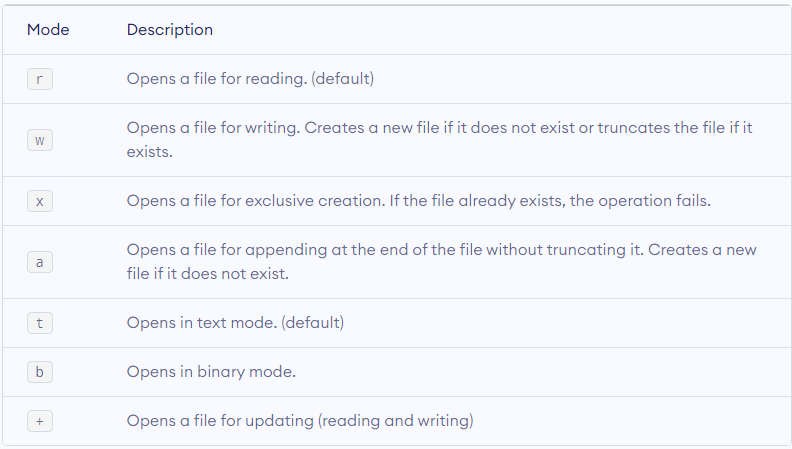 Mode Description
r Opens a file for reading. (default)
w Opens a file for writing. Creates a new file if it does not exist or truncates the file if it
exists.
x Opens a file for exclusive creation. If the file already exists, the operation fails.
a Opens a file for appending at the end of the file without truncating it. Creates a new
file if it does not exist.
t Opens in text mode. (default)
b Opens in binary mode.
+ Opens a file for updating (reading and writing)